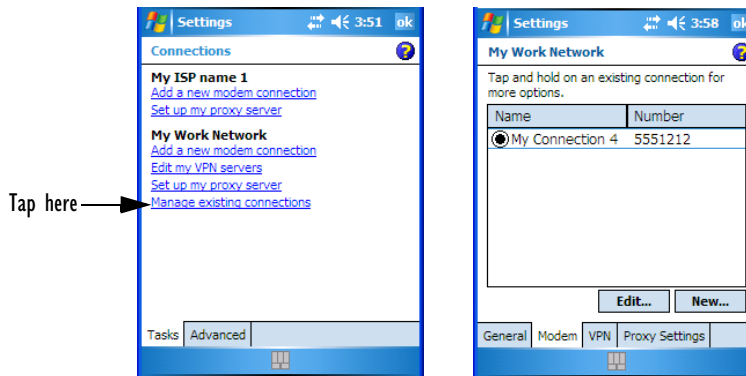 Settings 3:51 ok
Connections
My ISP name 1
Add a new modem connection
Set up my proxy server
My Work Network
Add a new modem connection
Edit my VPN servers
Set up my proxy server
Manage existing connections
Tasks Advanced
Tap here
Settings 3:58 ok
My Work Network
Tap and hold on an existing connection for
more options.
Name Number
My Connection 4 5551212
Edit... New...
General Modem VPN Proxy Settings